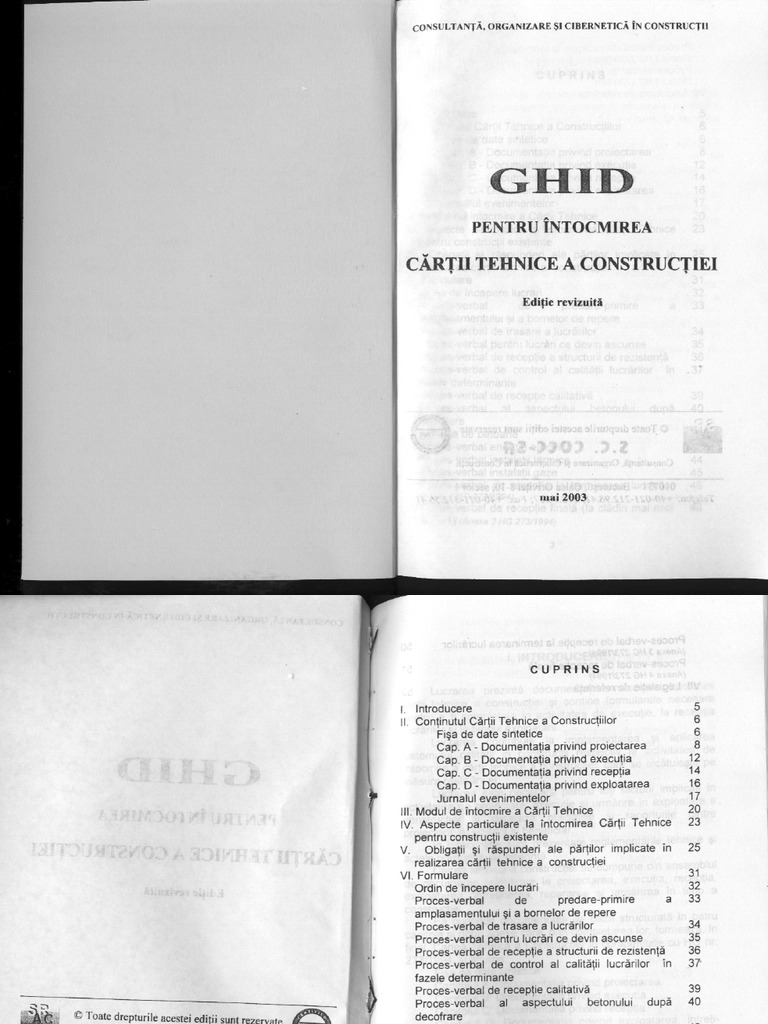 CONSULTANȚĂ, ORGANIZARE ȘI CIBERNETICĂ ÎN CONSTRUCȚII
GHID
PENTRU ÎNTOCMIREA
CĂRȚII TEHNICE A CONSTRUCȚIEI
Ediție revizuită
mai 2003
CUPRINS
I. Introducere 5
II. Conținutul Cărții Tehnice a Construcțiilor 6
Fișa de date sintetice 6
Cap. A - Documentația privind proiectarea 8
Cap. B - Documentația privind execuția 12
Cap. C - Documentația privind recepția 14
Cap. D - Documentația privind exploatarea 16
Jurnalul evenimentelor 17
III. Modul de întocmire a Cărții Tehnice 20
IV. Aspecte particulare la întocmirea Cărții Tehnice 23
pentru construcții existente
V. Obligații și răspunderi ale părților implicate în 25
realizarea cărții tehnice a construcției
VI. Formulare 31
Ordin de începere lucrări 32
Proces-verbal de predare-primire a 33
amplasamentului și a bornelor de repere
Proces-verbal de trasare a lucrărilor 34
Proces-verbal pentru lucrări ce devin ascunse 35
Proces-verbal de recepție a structurii de rezistență 36
Proces-verbal de control al calității lucrărilor în 37
fazele determinante
Proces-verbal de recepție calitativă 39
Proces-verbal al aspectului betonului după 40
decofrare
© Toate drepturile acestei ediții sunt rezervate